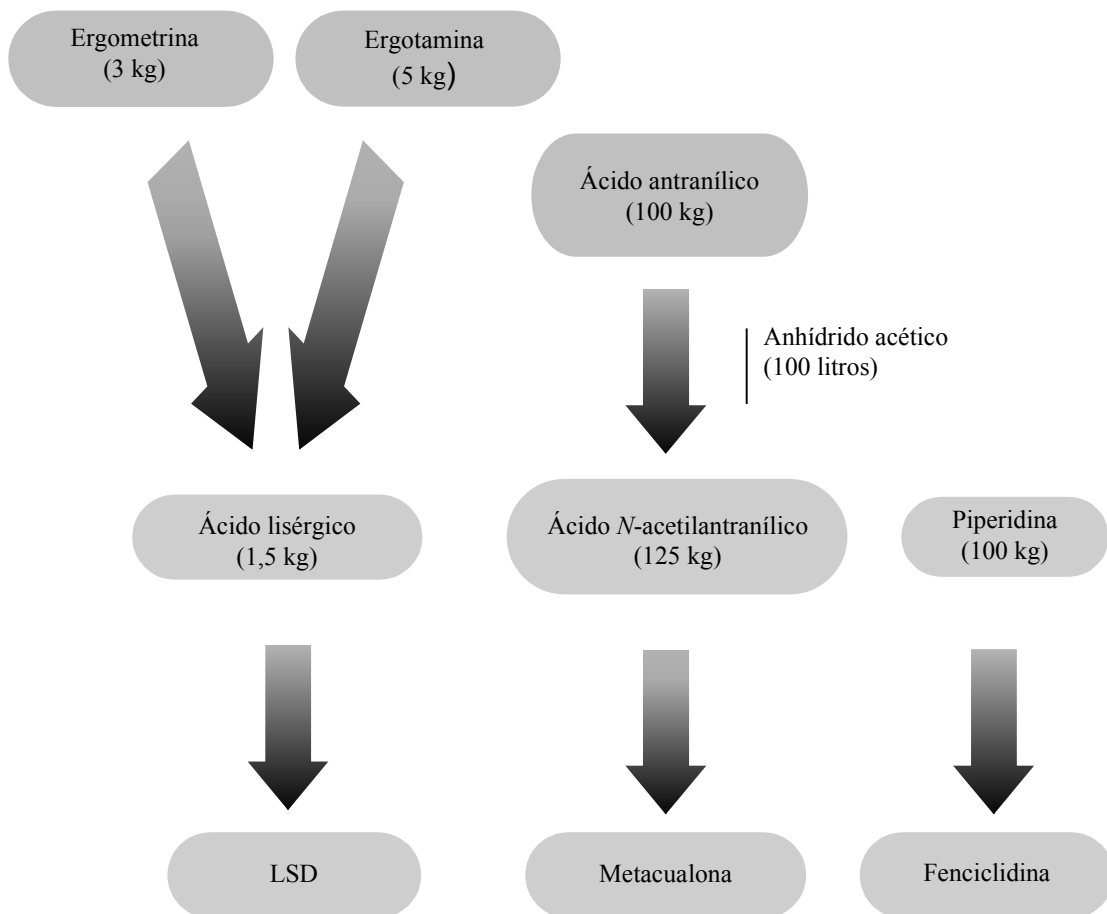 Ergometrina
(3 kg)
Ergotamina
(5 kg)
Ácido antranílico
(100 kg)
Anhídrido acético
(100 litros)
Ácido lisérgico
(1,5 kg)
Ácido N-acetilantranílico
(125 kg)
Piperidina
(100 kg)
LSD
Metacualona
Fenciclidina